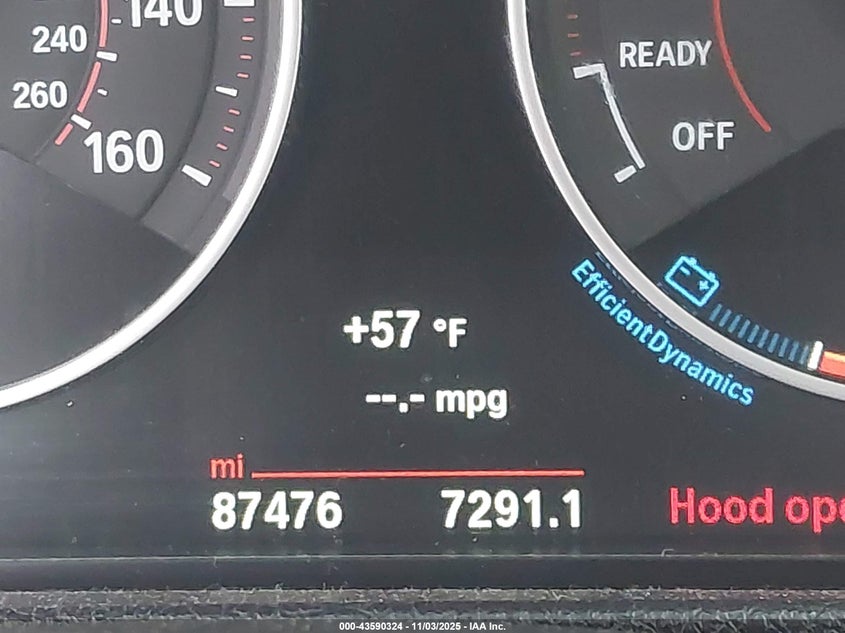 140
240
260
160
READY
OFF
EfficientDynamics
+57 °F
--.- mpg
mi
87476 7291.1
Hood ope
000-43590324 - 11/03/2025 - IAA Inc.